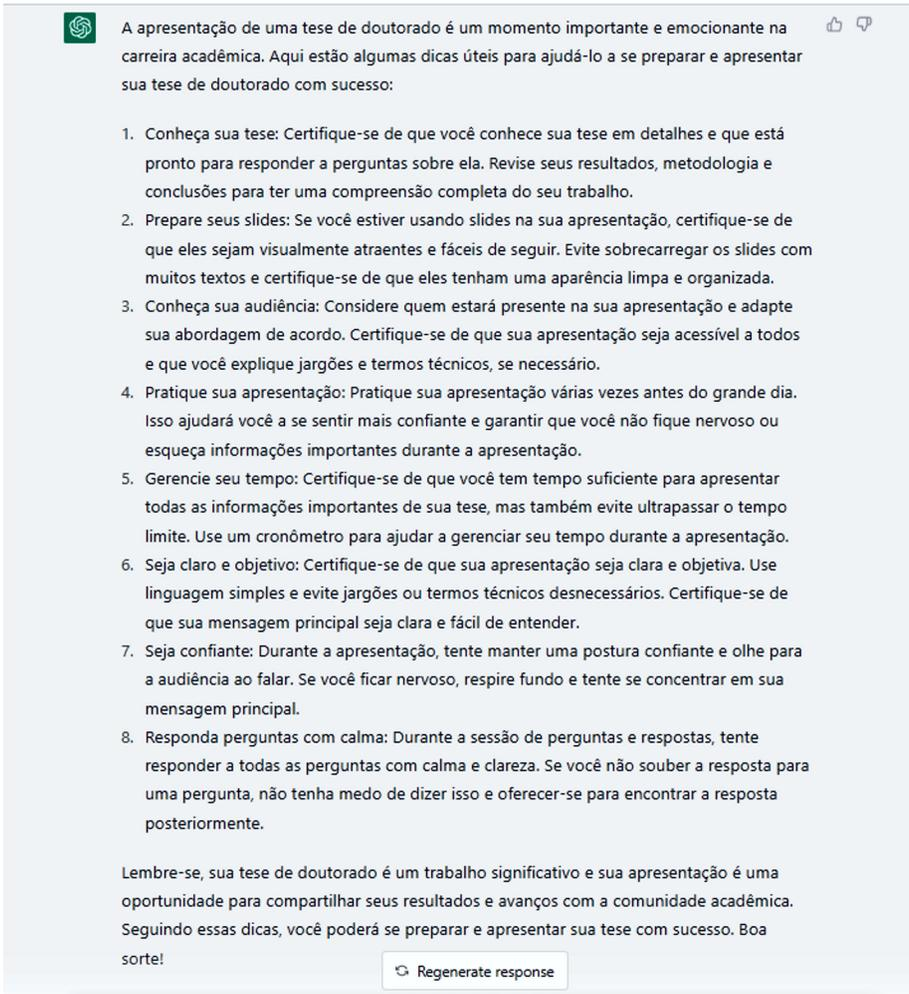 A apresentação de uma tese de doutorado é um momento importante e emocionante na
carreira acadêmica. Aqui estão algumas dicas úteis para ajudá-lo a se preparar e apresentar
sua tese de doutorado com sucesso:
1. Conheça sua tese: Certifique-se de que você conhece sua tese em detalhes e que está
pronto para responder a perguntas sobre ela. Revise seus resultados, metodologia e
conclusões para ter uma compreensão completa do seu trabalho.
2. Prepare seus slides: Se você estiver usando slides na sua apresentação, certifique-se de
que eles sejam visualmente atraentes e fáceis de seguir. Evite sobrecarregar os slides com
muitos textos e certifique-se de que eles tenham uma aparência limpa e organizada.
3. Conheça sua audiência: Considere quem estará presente na sua apresentação e adapte
sua abordagem de acordo. Certifique-se de que sua apresentação seja acessível a todos
e que você explique jargões e termos técnicos, se necessário.
4. Pratique sua apresentação: Pratique sua apresentação várias vezes antes do grande dia.
Isso ajudará você a se sentir mais confiante e garantir que você não fique nervoso ou
esqueça informações importantes durante a apresentação.
5. Gerencie seu tempo: Certifique-se de que você tem tempo suficiente para apresentar
todas as informações importantes de sua tese, mas também evite ultrapassar o tempo
limite. Use um cronômetro para ajudar a gerenciar seu tempo durante a apresentação.
6. Seja claro e objetivo: Certifique-se de que sua apresentação seja clara e objetiva. Use
linguagem simples e evite jargões ou termos técnicos desnecessários. Certifique-se de
que sua mensagem principal seja clara e fácil de entender.
7. Seja confiante: Durante a apresentação, tente manter uma postura confiante e olhe para
a audiência ao falar. Se você ficar nervoso, respire fundo e tente se concentrar em sua
mensagem principal.
8. Responda perguntas com calma: Durante a sessão de perguntas e respostas, tente
responder a todas as perguntas com calma e clareza. Se você não souber a resposta para
uma pergunta, não tenha medo de dizer isso e oferecer-se para encontrar a resposta
posteriormente.
Lembre-se, sua tese de doutorado é um trabalho significativo e sua apresentação é uma
oportunidade para compartilhar seus resultados e avanços com a comunidade acadêmica.
Seguindo essas dicas, você poderá se preparar e apresentar sua tese com sucesso. Boa
sorte!
Regenerate response